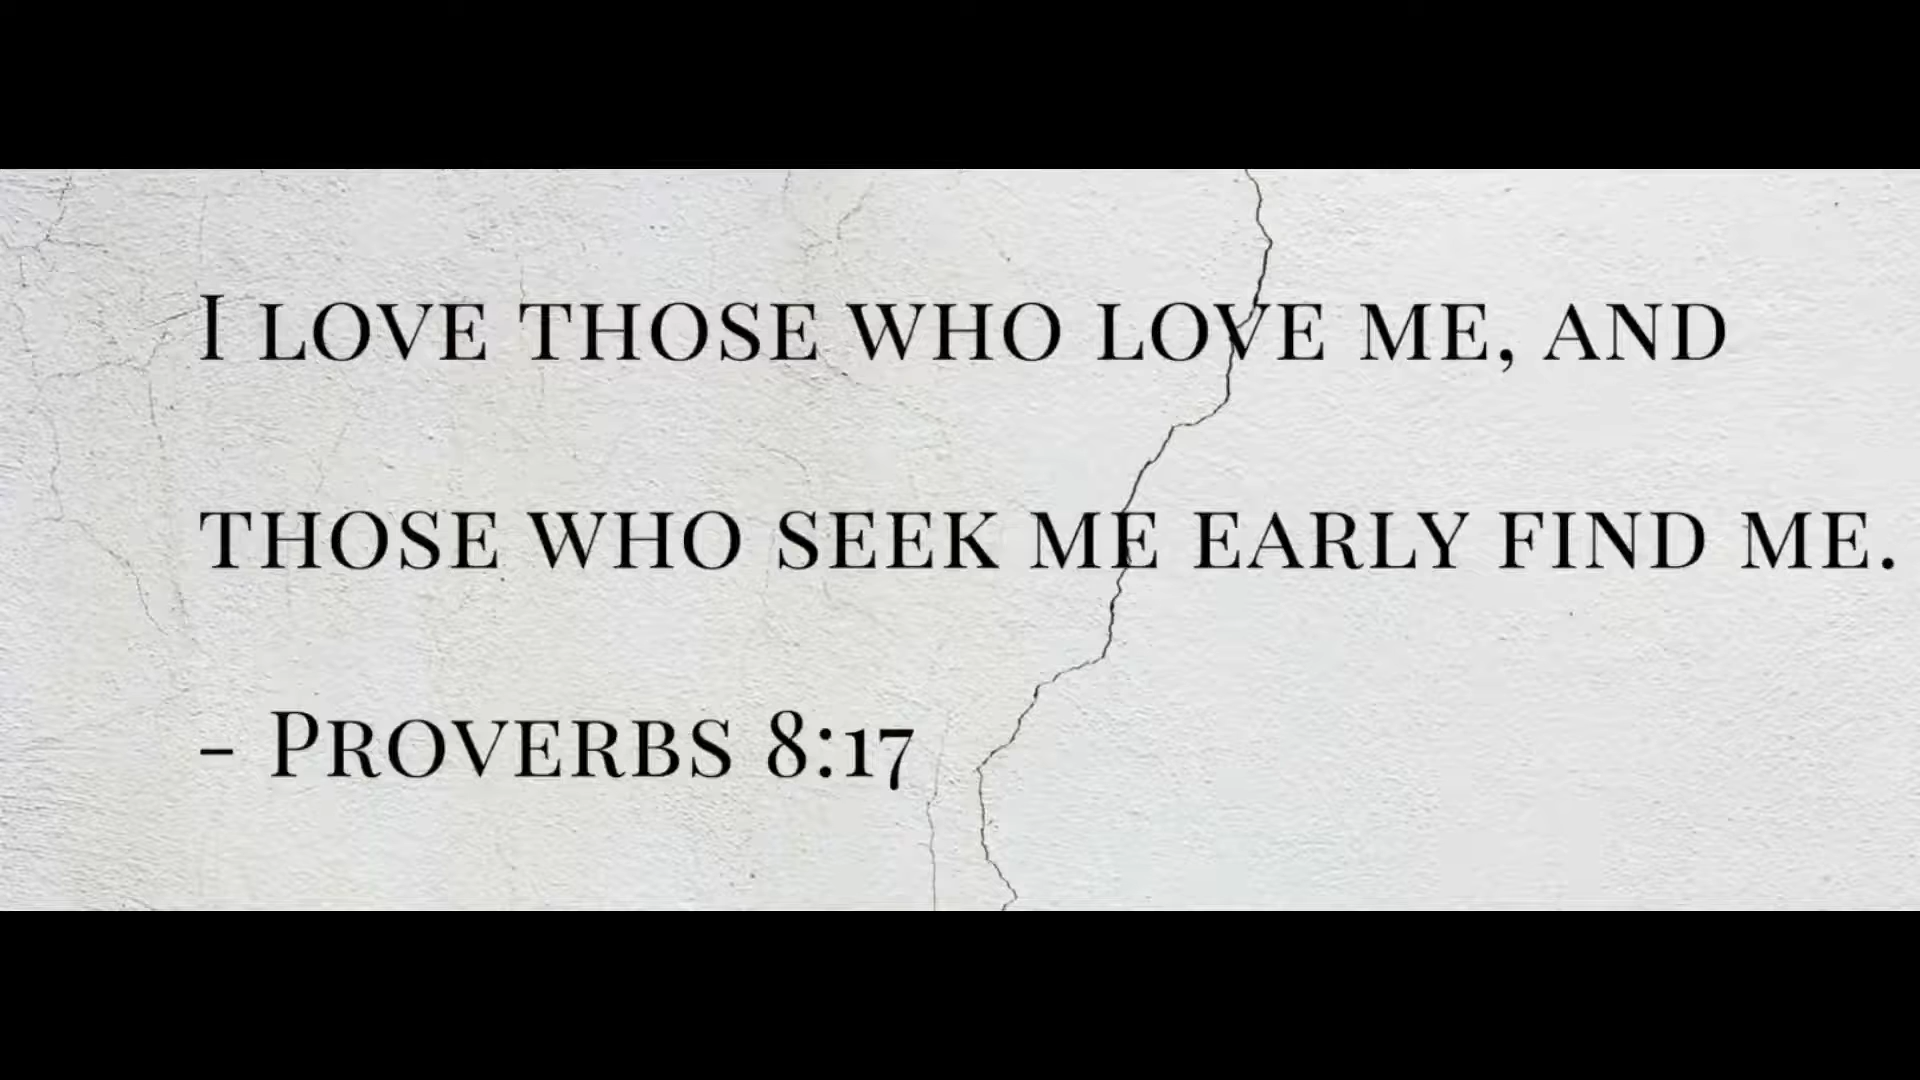 I love those who love me, and
those who seek me early find me.
- Proverbs 8:17